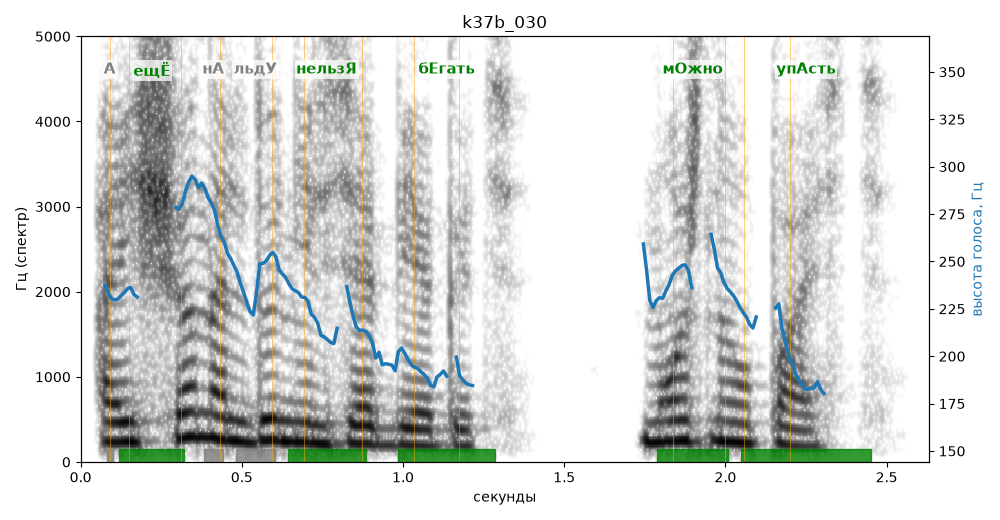 k37b_030
5000
4000
3000
2000
1000
0
Гц (спектр)
А ещЁ нА льдУ нельзЯ бЕгать мОжно упАсть
350
325
300
275
250
225
200
175
150
высота голоса, Гц
0.0 0.5 1.0 1.5 2.0 2.5
секунды